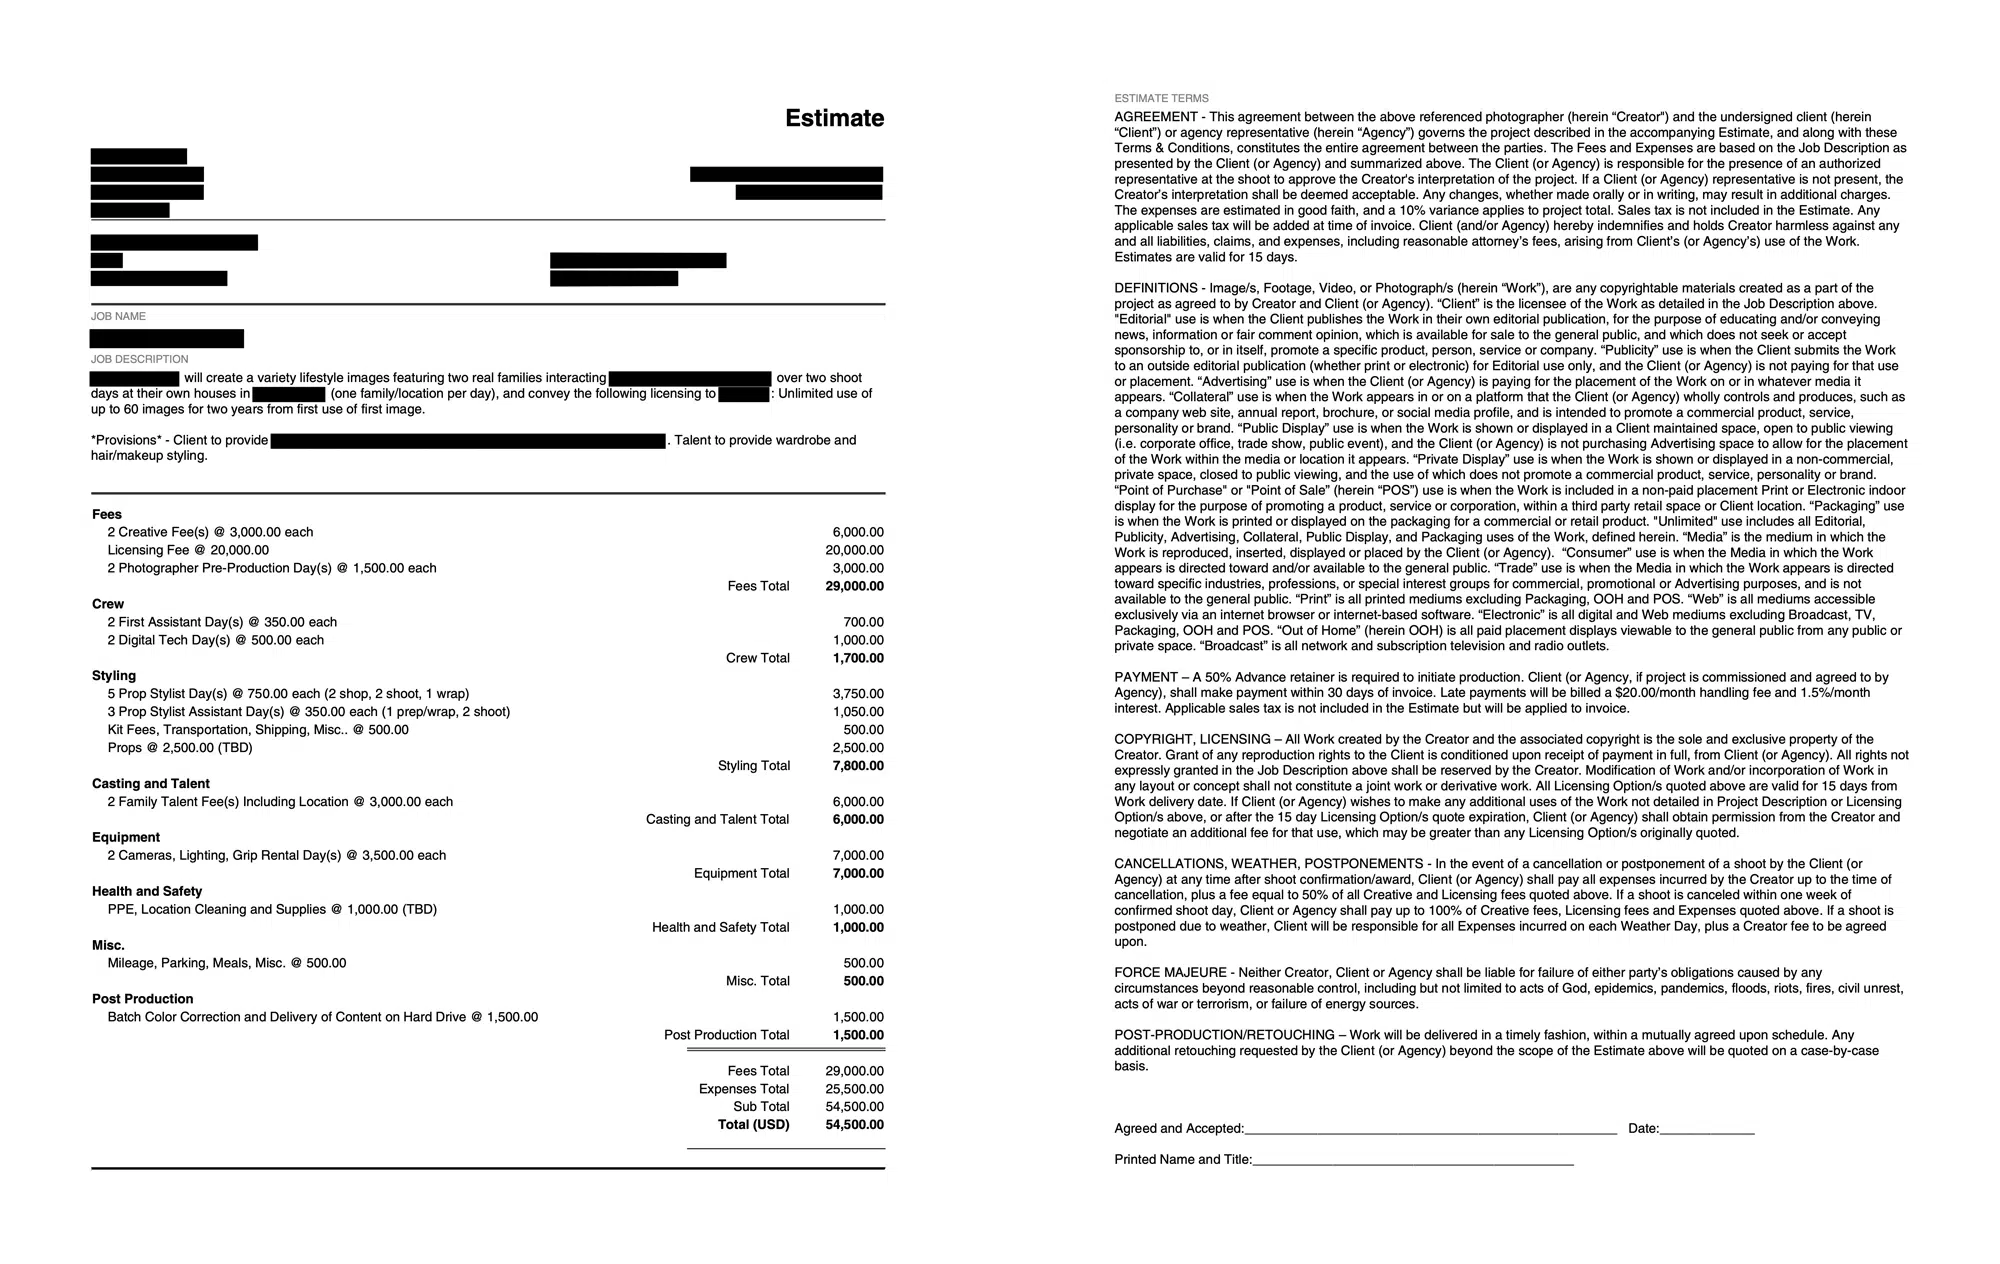 Estimate
JOB NAME
JOB DESCRIPTION
will create a variety lifestyle images featuring two real families interacting over two shoot
days at their own houses in (one family/location per day), and convey the following licensing to : Unlimited use of
up to 60 images for two years from first use of first image.
*Provisions* - Client to provide . Talent to provide wardrobe and
hair/makeup styling.
Fees
2 Creative Fee(s) @ 3,000.00 each 6,000.00
Licensing Fee @ 20,000.00 20,000.00
2 Photographer Pre-Production Day(s) @ 1,500.00 each 3,000.00
Fees Total 29,000.00
Crew
2 First Assistant Day(s) @ 350.00 each 700.00
2 Digital Tech Day(s) @ 500.00 each 1,000.00
Crew Total 1,700.00
Styling
5 Prop Stylist Day(s) @ 750.00 each (2 shop, 2 shoot, 1 wrap) 3,750.00
3 Prop Stylist Assistant Day(s) @ 350.00 each (1 prep/wrap, 2 shoot) 1,050.00
Kit Fees, Transportation, Shipping, Misc.. @ 500.00 500.00
Props @ 2,500.00 (TBD) 2,500.00
Styling Total 7,800.00
Casting and Talent
2 Family Talent Fee(s) Including Location @ 3,000.00 each 6,000.00
Casting and Talent Total 6,000.00
Equipment
2 Cameras, Lighting, Grip Rental Day(s) @ 3,500.00 each 7,000.00
Equipment Total 7,000.00
Health and Safety
PPE, Location Cleaning and Supplies @ 1,000.00 (TBD) 1,000.00
Health and Safety Total 1,000.00
Misc.
Mileage, Parking, Meals, Misc. @ 500.00 500.00
Misc. Total 500.00
Post Production
Batch Color Correction and Delivery of Content on Hard Drive @ 1,500.00 1,500.00
Post Production Total 1,500.00
Fees Total 29,000.00
Expenses Total 25,500.00
Sub Total 54,500.00
Total (USD) 54,500.00
ESTIMATE TERMS
AGREEMENT - This agreement between the above referenced photographer (herein “Creator”) and the undersigned client (herein
“Client”) or agency representative (herein “Agency”) governs the project described in the accompanying Estimate, and along with these
Terms & Conditions, constitutes the entire agreement between the parties. The Fees and Expenses are based on the Job Description as
presented by the Client (or Agency) and summarized above. The Client (or Agency) is responsible for the presence of an authorized
representative at the shoot to approve the Creator's interpretation of the project. If a Client (or Agency) representative is not present, the
Creator’s interpretation shall be deemed acceptable. Any changes, whether made orally or in writing, may result in additional charges.
The expenses are estimated in good faith, and a 10% variance applies to project total. Sales tax is not included in the Estimate. Any
applicable sales tax will be added at time of invoice. Client (and/or Agency) hereby indemnifies and holds Creator harmless against any
and all liabilities, claims, and expenses, including reasonable attorney’s fees, arising from Client’s (or Agency’s) use of the Work.
Estimates are valid for 15 days.
DEFINITIONS - Image/s, Footage, Video, or Photograph/s (herein “Work”), are any copyrightable materials created as a part of the
project as agreed to by Creator and Client (or Agency). “Client” is the licensee of the Work as detailed in the Job Description above.
"Editorial" use is when the Client publishes the Work in their own editorial publication, for the purpose of educating and/or conveying
news, information or fair comment opinion, which is available for sale to the general public, and which does not seek or accept
sponsorship to, or in itself, promote a specific product, person, service or company. “Publicity” use is when the Client submits the Work
to an outside editorial publication (whether print or electronic) for Editorial use only, and the Client (or Agency) is not paying for that use
or placement. “Advertising” use is when the Client (or Agency) is paying for the placement of the Work on or in whatever media it
appears. “Collateral” use is when the Work appears in or on a platform that the Client (or Agency) wholly controls and produces, such as
a company web site, annual report, brochure, or social media profile, and is intended to promote a commercial product, service,
personality or brand. “Public Display” use is when the Work is shown or displayed in a Client maintained space, open to public viewing
(i.e. corporate office, trade show, public event), and the Client (or Agency) is not purchasing Advertising space to allow for the placement
of the Work within the media or location it appears. “Private Display” use is when the Work is shown or displayed in a non-commercial,
private space, closed to public viewing, and the use of which does not promote a commercial product, service, personality or brand.
“Point of Purchase" or "Point of Sale” (herein “POS”) use is when the Work is included in a non-paid placement Print or Electronic indoor
display for the purpose of promoting a product, service or corporation, within a third party retail space or Client location. “Packaging” use
is when the Work is printed or displayed on the packaging for a commercial or retail product. "Unlimited" use includes all Editorial,
Publicity, Advertising, Collateral, Public Display, and Packaging uses of the Work, defined herein. “Media” is the medium in which the
Work is reproduced, inserted, displayed or placed by the Client (or Agency). “Consumer” use is when the Media in which the Work
appears is directed toward and/or available to the general public. “Trade” use is when the Media in which the Work appears is directed
toward specific industries, professions, or special interest groups for commercial, promotional or Advertising purposes, and is not
available to the general public. “Print” is all printed mediums excluding Packaging, OOH and POS. “Web” is all mediums accessible
exclusively via an internet browser or internet-based software. “Electronic” is all digital and Web mediums excluding Broadcast, TV,
Packaging, OOH and POS. “Out of Home” (herein OOH) is all paid placement displays viewable to the general public from any public or
private space. “Broadcast” is all network and subscription television and radio outlets.
PAYMENT – A 50% Advance retainer is required to initiate production. Client (or Agency, if project is commissioned and agreed to by
Agency), shall make payment within 30 days of invoice. Late payments will be billed a $20.00/month handling fee and 1.5%/month
interest. Applicable sales tax is not included in the Estimate but will be applied to invoice.
COPYRIGHT, LICENSING – All Work created by the Creator and the associated copyright is the sole and exclusive property of the
Creator. Grant of any reproduction rights to the Client is conditioned upon receipt of payment in full, from Client (or Agency). All rights not
expressly granted in the Job Description above shall be reserved by the Creator. Modification of Work and/or incorporation of Work in
any layout or concept shall not constitute a joint work or derivative work. All Licensing Option/s quoted above are valid for 15 days from
Work delivery date. If Client (or Agency) wishes to make any additional uses of the Work not detailed in Project Description or Licensing
Option/s above, or after the 15 day Licensing Option/s quote expiration, Client (or Agency) shall obtain permission from the Creator and
negotiate an additional fee for that use, which may be greater than any Licensing Option/s originally quoted.
CANCELLATIONS, WEATHER, POSTPONEMENTS - In the event of a cancellation or postponement of a shoot by the Client (or
Agency) at any time after shoot confirmation/award, Client (or Agency) shall pay all expenses incurred by the Creator up to the time of
cancellation, plus a fee equal to 50% of all Creative and Licensing fees quoted above. If a shoot is canceled within one week of
confirmed shoot day, Client or Agency shall pay up to 100% of Creative fees, Licensing fees and Expenses quoted above. If a shoot is
postponed due to weather, Client will be responsible for all Expenses incurred on each Weather Day, plus a Creator fee to be agreed
upon.
FORCE MAJEURE - Neither Creator, Client or Agency shall be liable for failure of either party’s obligations caused by any
circumstances beyond reasonable control, including but not limited to acts of God, epidemics, pandemics, floods, riots, fires, civil unrest,
acts of war or terrorism, or failure of energy sources.
POST-PRODUCTION/RETOUCHING – Work will be delivered in a timely fashion, within a mutually agreed upon schedule. Any
additional retouching requested by the Client (or Agency) beyond the scope of the Estimate above will be quoted on a case-by-case
basis.
Agreed and Accepted: Date:
Printed Name and Title: